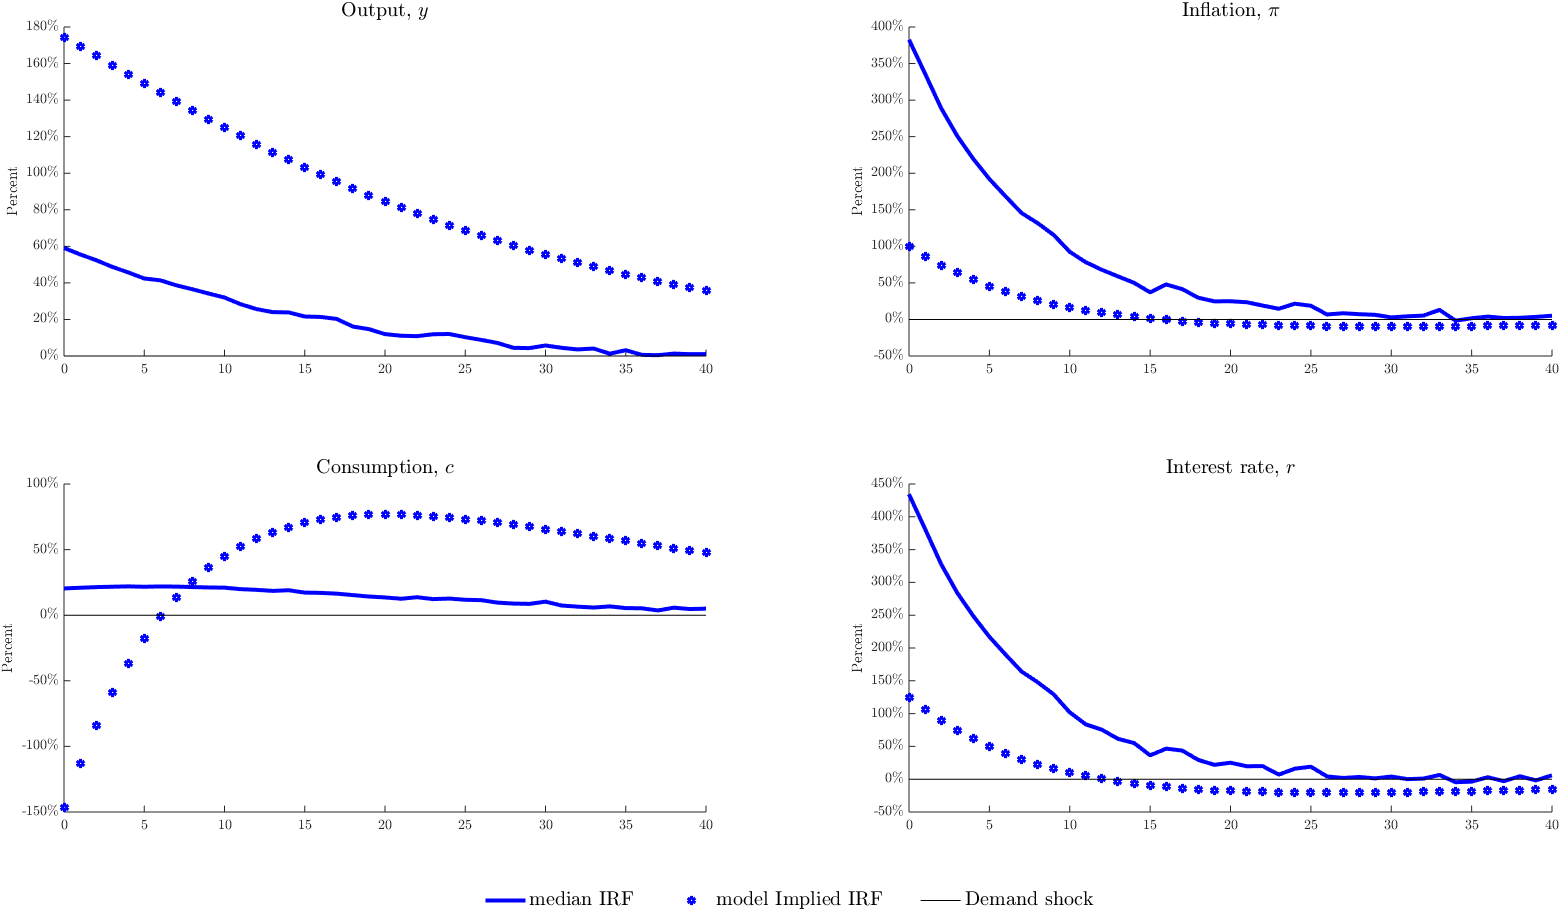 Output, y
180%
160%
140%
120%
100%
80%
60%
40%
20%
0%
Percent
0 5 10 15 20 25 30 35 40
Inflation, π
400%
350%
300%
250%
200%
150%
100%
50%
0%
-50%
Percent
0 5 10 15 20 25 30 35 40
Consumption, c
100%
50%
0%
-50%
-100%
-150%
Percent
0 5 10 15 20 25 30 35 40
Interest rate, r
450%
400%
350%
300%
250%
200%
150%
100%
50%
0%
-50%
Percent
0 5 10 15 20 25 30 35 40
median IRF model Implied IRF Demand shock